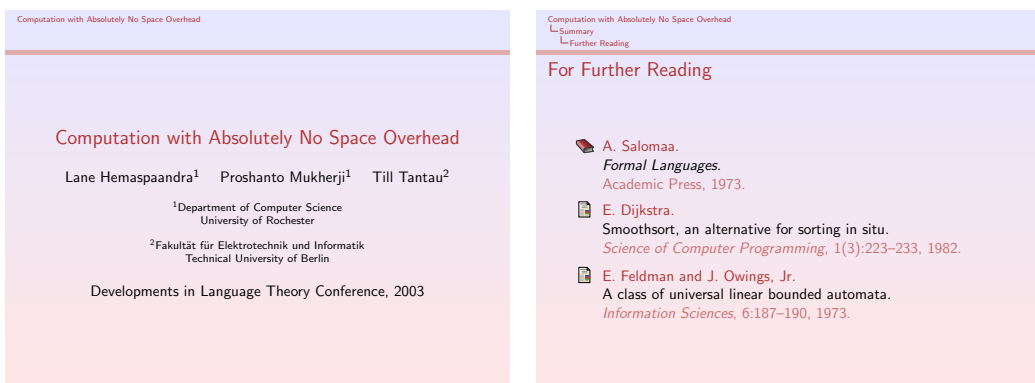 Computation with Absolutely No Space Overhead
Computation with Absolutely No Space Overhead
Lane Hemaspaandra¹ Proshanto Mukherji¹ Till Tantau²
¹Department of Computer Science
University of Rochester
²Fakultät für Elektrotechnik und Informatik
Technical University of Berlin
Developments in Language Theory Conference, 2003
Computation with Absolutely No Space Overhead
Summary
Further Reading
For Further Reading
A. Salomaa.
Formal Languages.
Academic Press, 1973.
E. Dijkstra.
Smoothsort, an alternative for sorting in situ.
Science of Computer Programming, 1(3):223–233, 1982.
E. Feldman and J. Owings, Jr.
A class of universal linear bounded automata.
Information Sciences, 6:187–190, 1973.